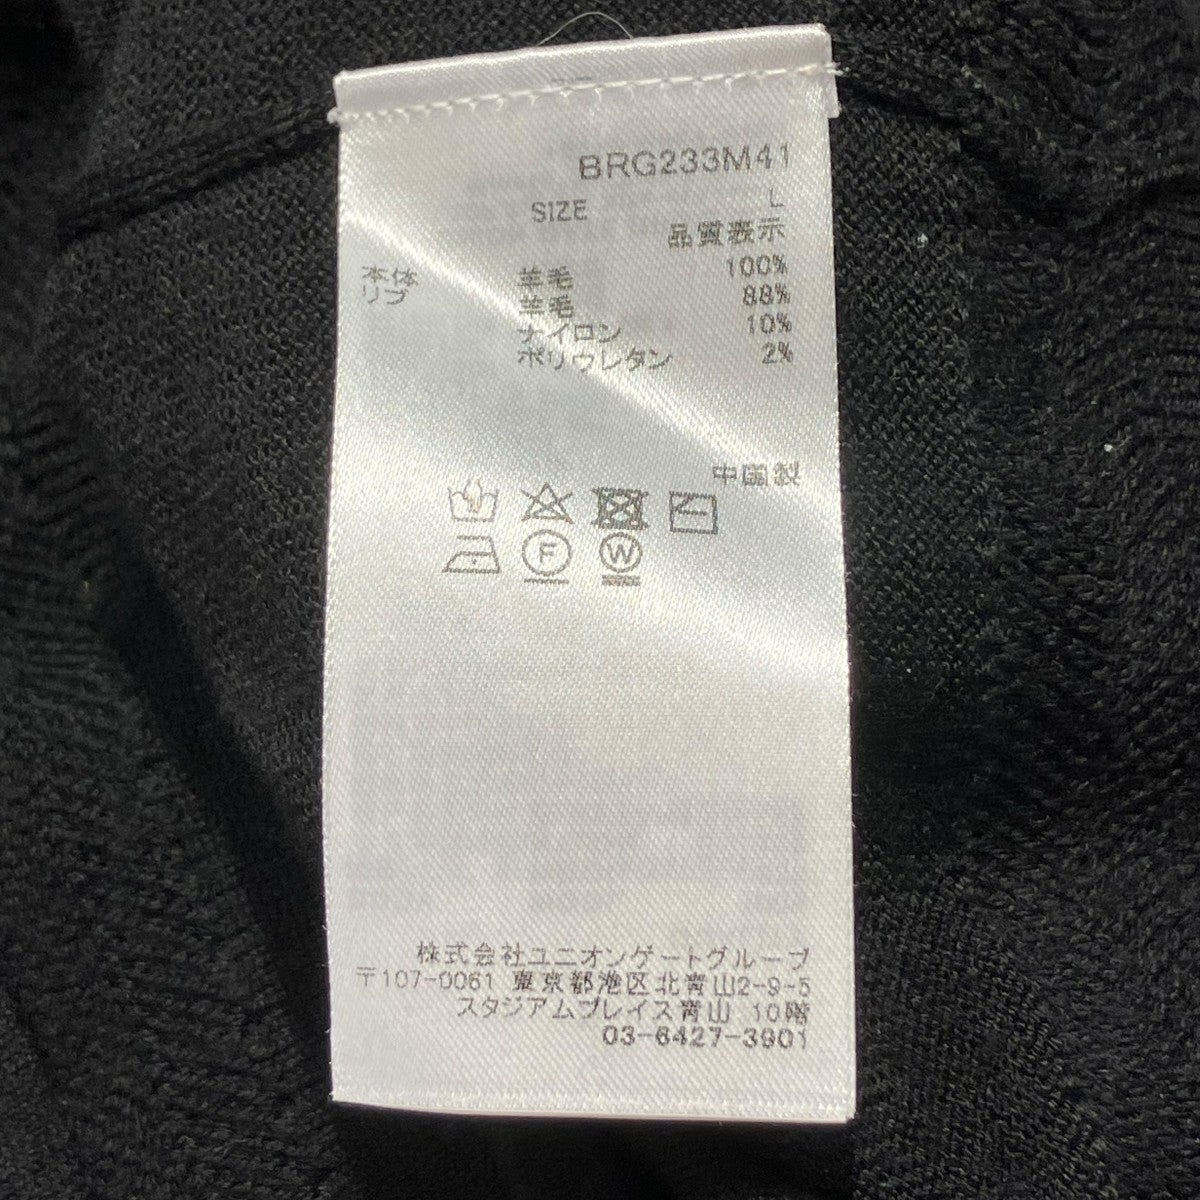 BRG233M41
SIZE L
品質表示
本体 羊毛 100%
リブ 羊毛 88%
ナイロン 10%
ポリウレタン 2%
中国製
F W
株式会社ユニオンゲートグループ
〒107-0061 東京都港区北青山2-9-5
スタジアムプレイス青山 10階
03-6427-3901